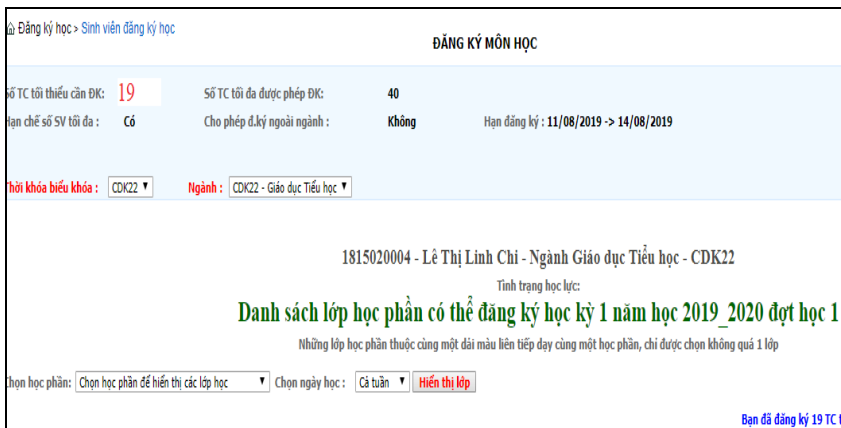 Đăng ký học > Sinh viên đăng ký học
ĐĂNG KÝ MÔN HỌC
Số TC tối thiểu cần ĐK: 19 Số TC tối đa được phép ĐK: 40
Hạn chế số SV tối đa : Có Cho phép đ.ký ngoài ngành : Không Hạn đăng ký : 11/08/2019 -> 14/08/2019
Thời khóa biểu khóa : CDK22 Ngành : CDK22 - Giáo dục Tiểu học
1815020004 - Lê Thị Linh Chi - Ngành Giáo dục Tiểu học - CDK22
Tình trạng học lực:
Danh sách lớp học phần có thể đăng ký học kỳ 1 năm học 2019_2020 đợt học 1
Những lớp học phần thuộc cùng một dải màu liên tiếp dạy cùng một học phần, chỉ được chọn không quá 1 lớp
Chọn học phần: Chọn học phần để hiển thị các lớp học Chọn ngày học : Cả tuần Hiển thị lớp
Bạn đã đăng ký 19 TC t